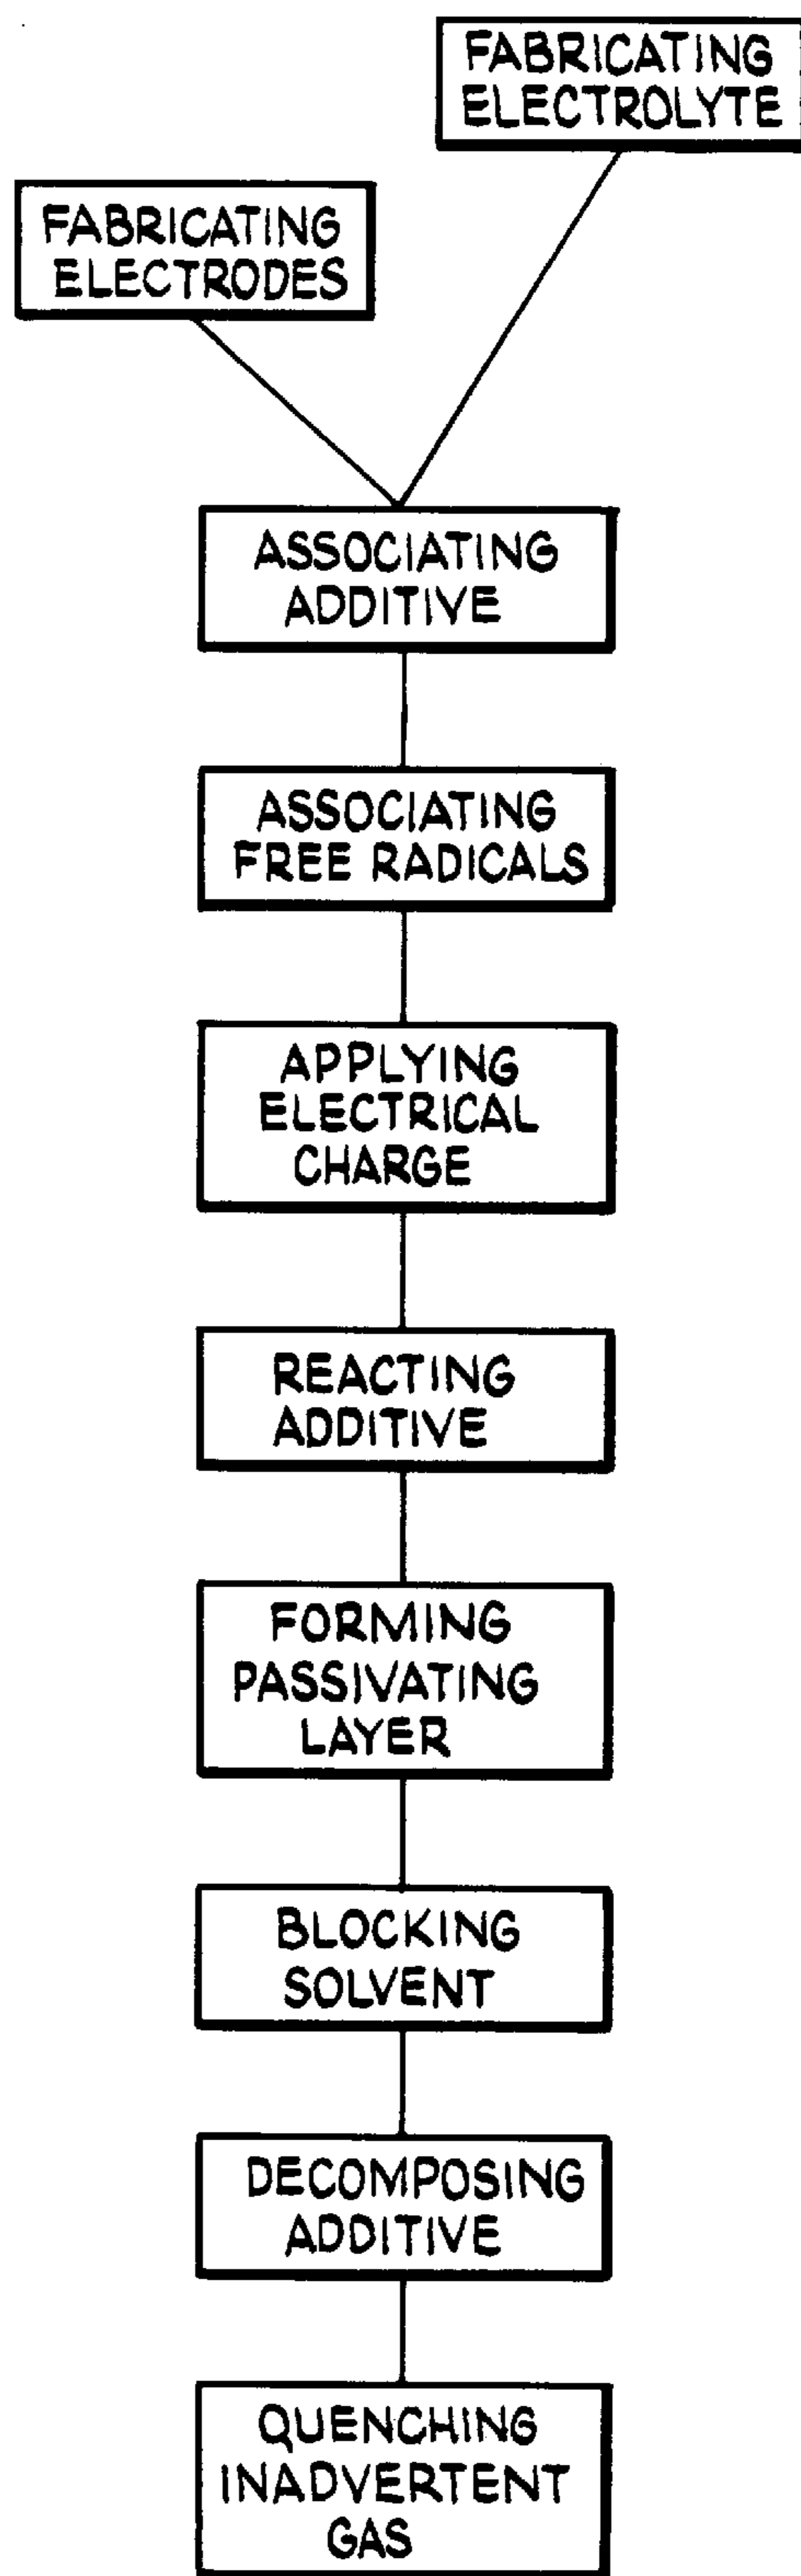 FABRICATING
ELECTROLYTE
FABRICATING
ELECTRODES
ASSOCIATING
ADDITIVE
ASSOCIATING
FREE RADICALS
APPLYING
ELECTRICAL
CHARGE
REACTING
ADDITIVE
FORMING
PASSIVATING
LAYER
BLOCKING
SOLVENT
DECOMPOSING
ADDITIVE
QUENCHING
INADVERTENT
GAS